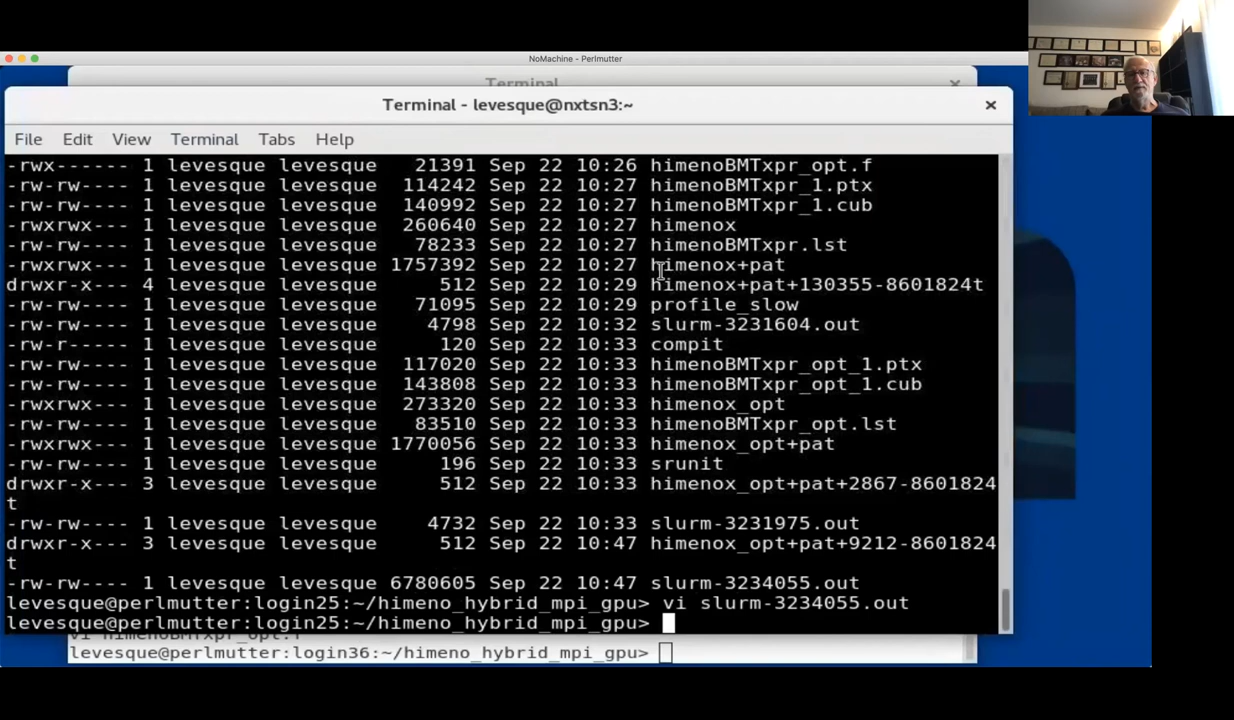 NoMachine - Perlmutter
Terminal
Terminal - levesque@nxtsn3:~
File Edit View Terminal Tabs Help
-rwx------ 1 levesque levesque 21391 Sep 22 10:26 himenoBMTxpr_opt.f
-rw-rw---- 1 levesque levesque 114242 Sep 22 10:27 himenoBMTxpr_1.ptx
-rw-rw---- 1 levesque levesque 140992 Sep 22 10:27 himenoBMTxpr_1.cub
-rwxrwx--- 1 levesque levesque 260640 Sep 22 10:27 himenox
-rw-rw---- 1 levesque levesque 78233 Sep 22 10:27 himenoBMTxpr.lst
-rwxrwx--- 1 levesque levesque 1757392 Sep 22 10:27 himenox+pat
drwxr-x--- 4 levesque levesque 512 Sep 22 10:29 himenox+pat+130355-8601824t
-rw-rw---- 1 levesque levesque 71095 Sep 22 10:29 profile_slow
-rw-rw---- 1 levesque levesque 4798 Sep 22 10:32 slurm-3231604.out
-rw-r----- 1 levesque levesque 120 Sep 22 10:33 compit
-rw-rw---- 1 levesque levesque 117020 Sep 22 10:33 himenoBMTxpr_opt_1.ptx
-rw-rw---- 1 levesque levesque 143808 Sep 22 10:33 himenoBMTxpr_opt_1.cub
-rwxrwx--- 1 levesque levesque 273320 Sep 22 10:33 himenox_opt
-rw-rw---- 1 levesque levesque 83510 Sep 22 10:33 himenoBMTxpr_opt.lst
-rwxrwx--- 1 levesque levesque 1770056 Sep 22 10:33 himenox_opt+pat
-rw-rw---- 1 levesque levesque 196 Sep 22 10:33 srunit
drwxr-x--- 3 levesque levesque 512 Sep 22 10:33 himenox_opt+pat+2867-8601824
t
-rw-rw---- 1 levesque levesque 4732 Sep 22 10:33 slurm-3231975.out
drwxr-x--- 3 levesque levesque 512 Sep 22 10:47 himenox_opt+pat+9212-8601824
t
-rw-rw---- 1 levesque levesque 6780605 Sep 22 10:47 slurm-3234055.out
levesque@perlmutter:login25:~/himeno_hybrid_mpi_gpu> vi slurm-3234055.out
levesque@perlmutter:login25:~/himeno_hybrid_mpi_gpu>
vi himenoBMTxpr_opt.f
levesque@perlmutter:login36:~/himeno_hybrid_mpi_gpu>